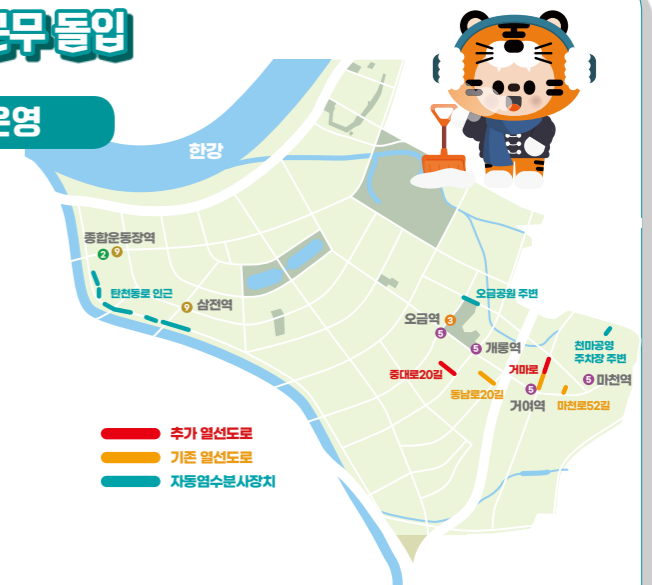 무 돌입
운영
한강
종합운동장역
2 9
탄천동로 인근
9 삼전역
오금공원 주변
오금역 3
5
5 개롱역
천마공영
주차장 주변
중대로20길
거마로
5 마천역
동남로20길
5
거여역
마천로52길
추가 열선도로
기존 열선도로
자동염수분사장치